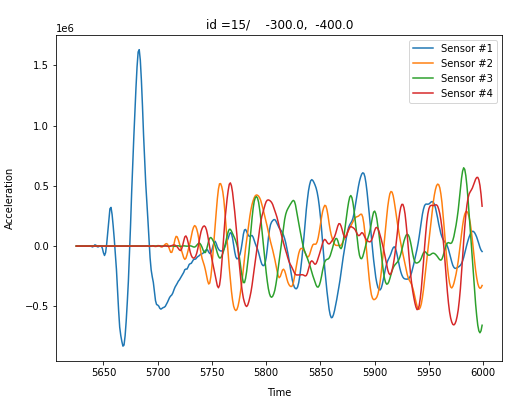 id =15/    -300.0,  -400.0
1e6
Sensor #1
Sensor #2
Sensor #3
Sensor #4
1.5
1.0
0.5
0.0
−0.5
Acceleration
5650 5700 5750 5800 5850 5900 5950 6000
Time